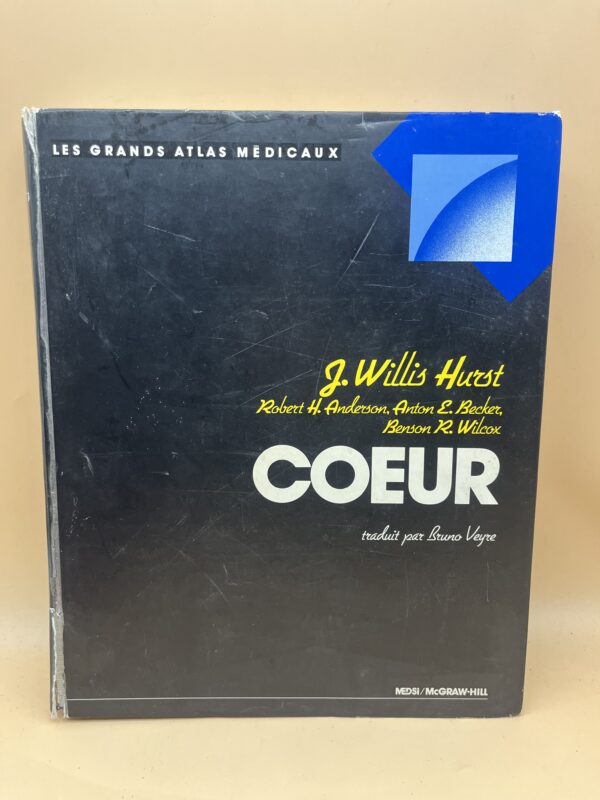 LES GRANDS ATLAS MÉDICAUX
J. Willis Hurst
Robert H. Anderson, Anton E. Becker,
Benson R. Wilcox
COEUR
traduit par Bruno Veyre
MEDSI/McGRAW-HILL